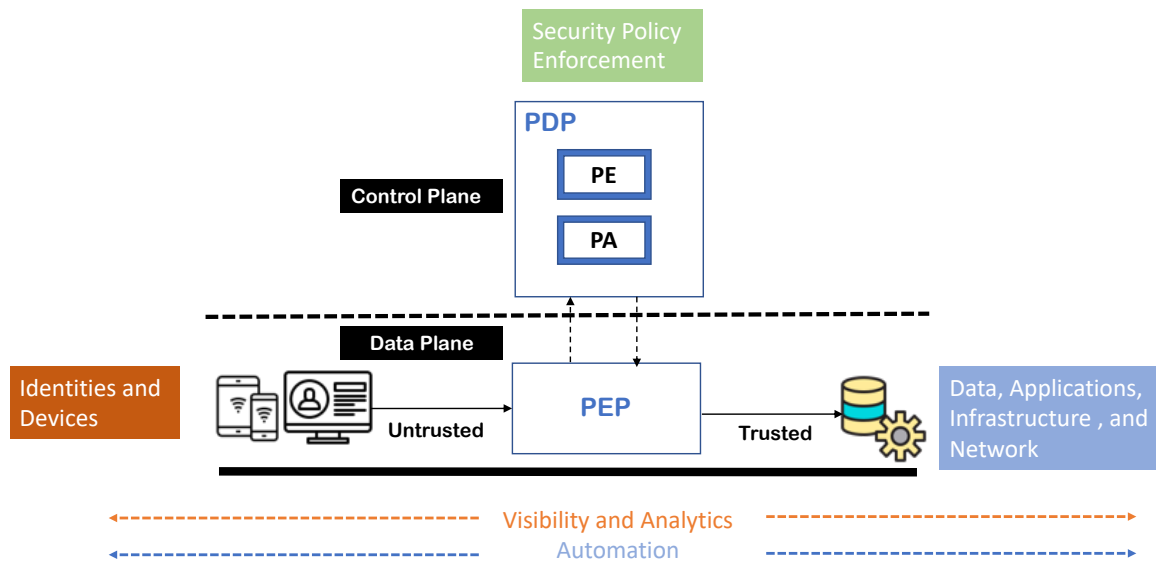 Security Policy
Enforcement
PDP
PE
Control Plane
PA
Data Plane
Identities and
Devices
Untrusted
PEP
Trusted
Data, Applications,
Infrastructure , and
Network
Visibility and Analytics
Automation